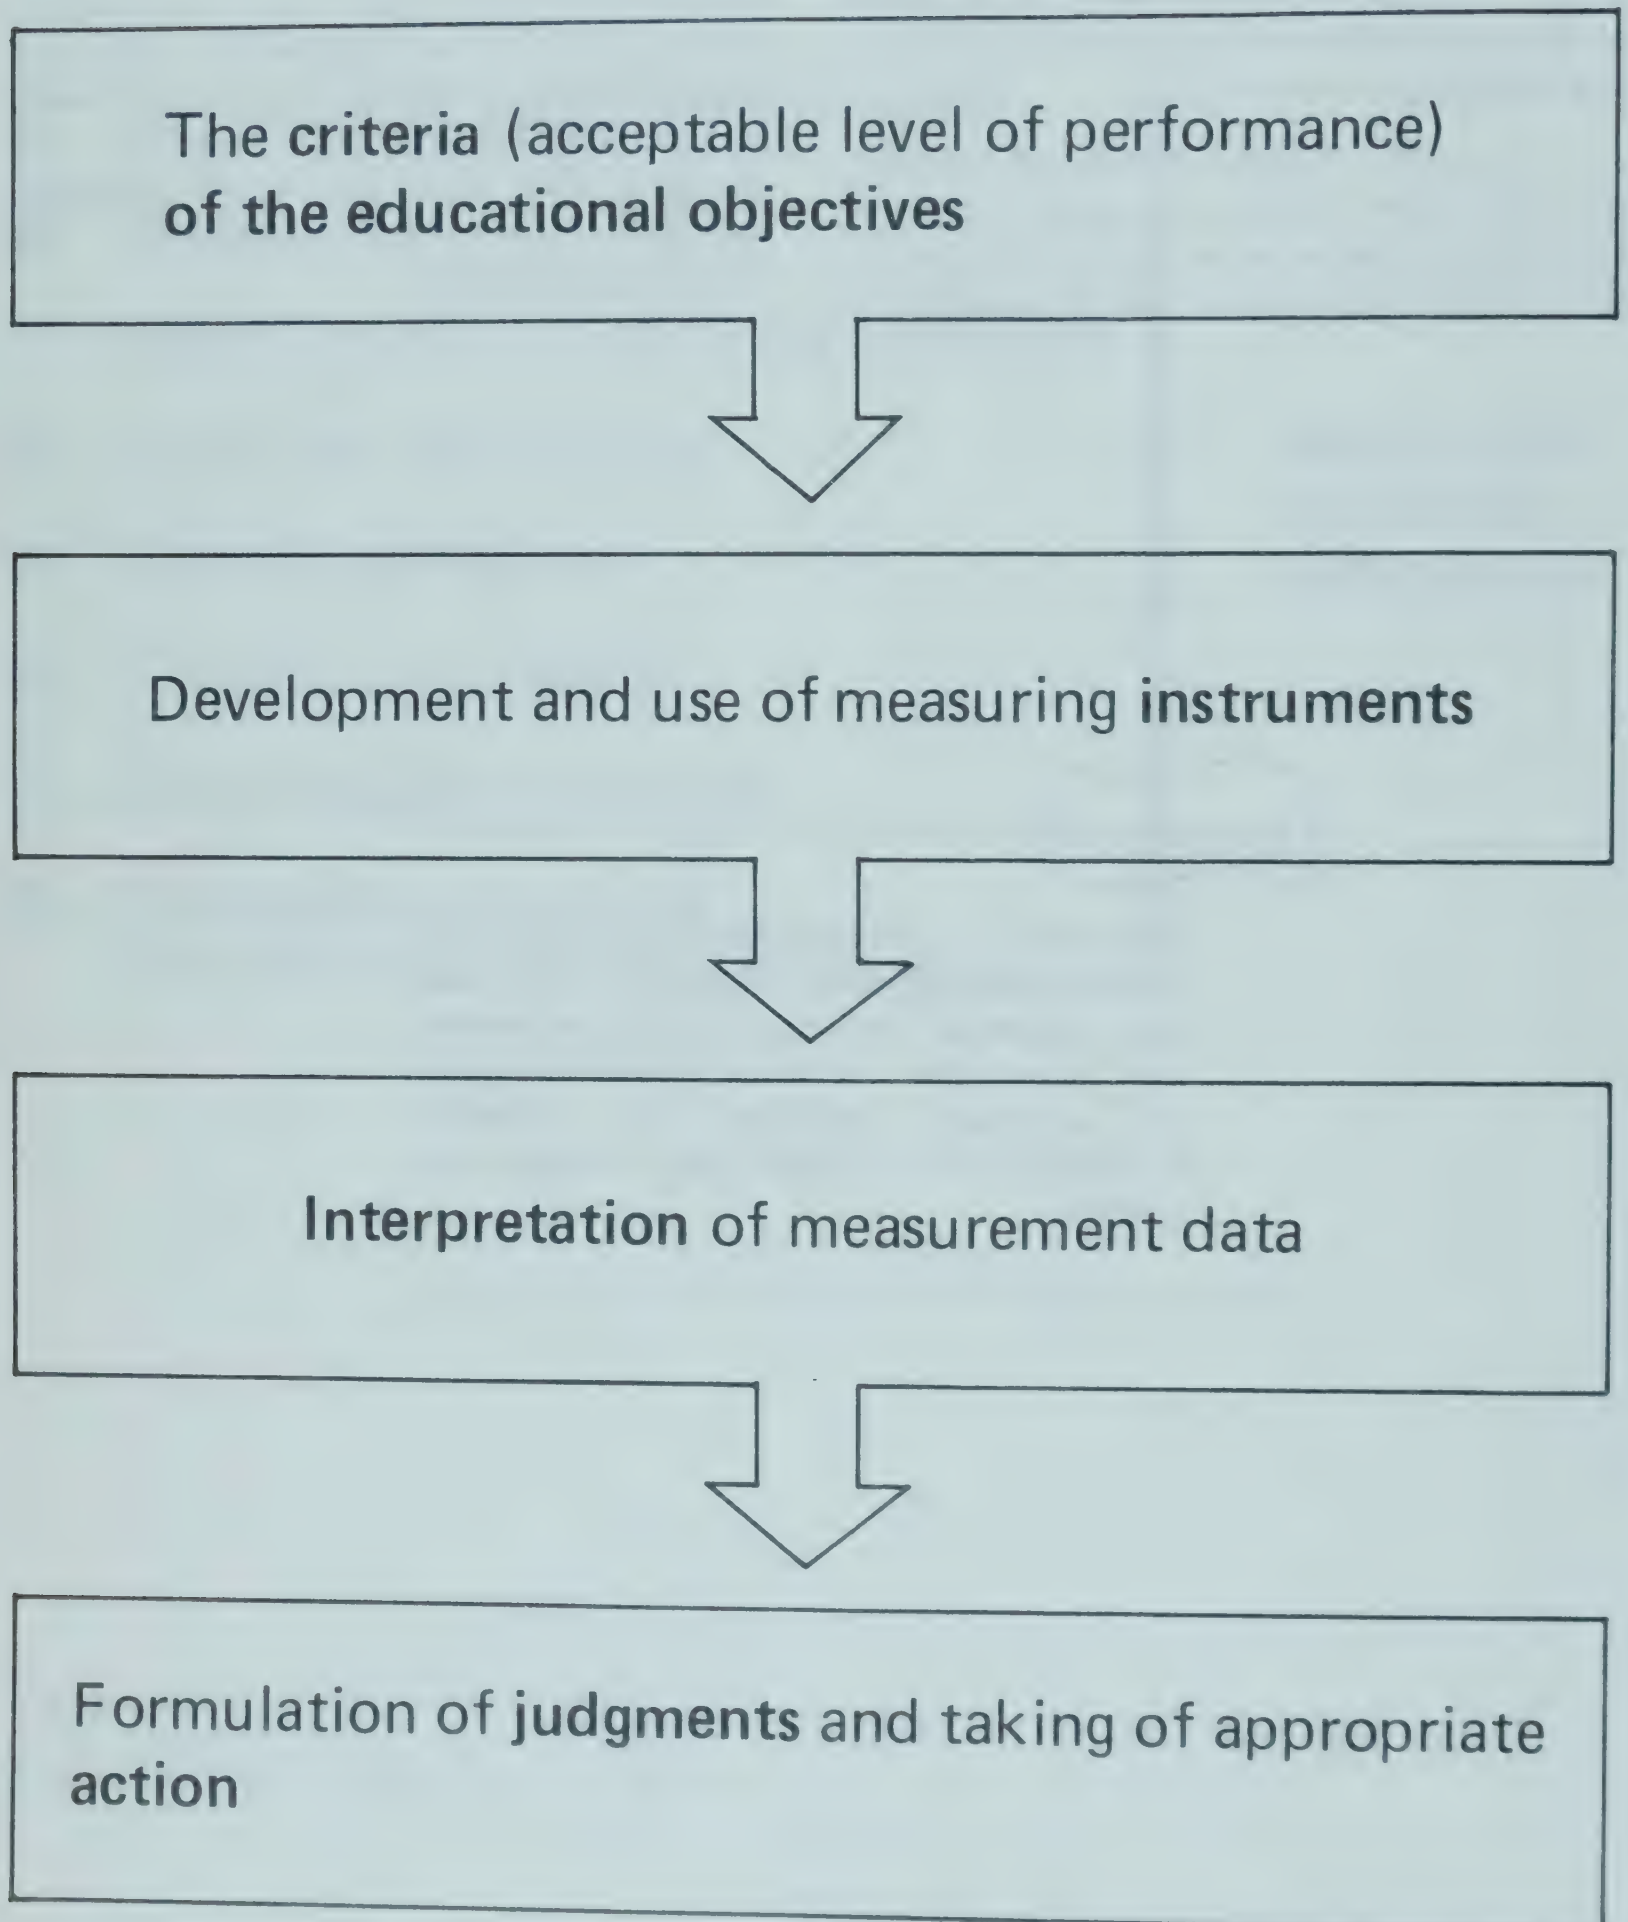 The criteria (acceptable level of performance)
of the educational objectives
Development and use of measuring instruments
Interpretation of measurement data
Formulation of judgments and taking of appropriate
action